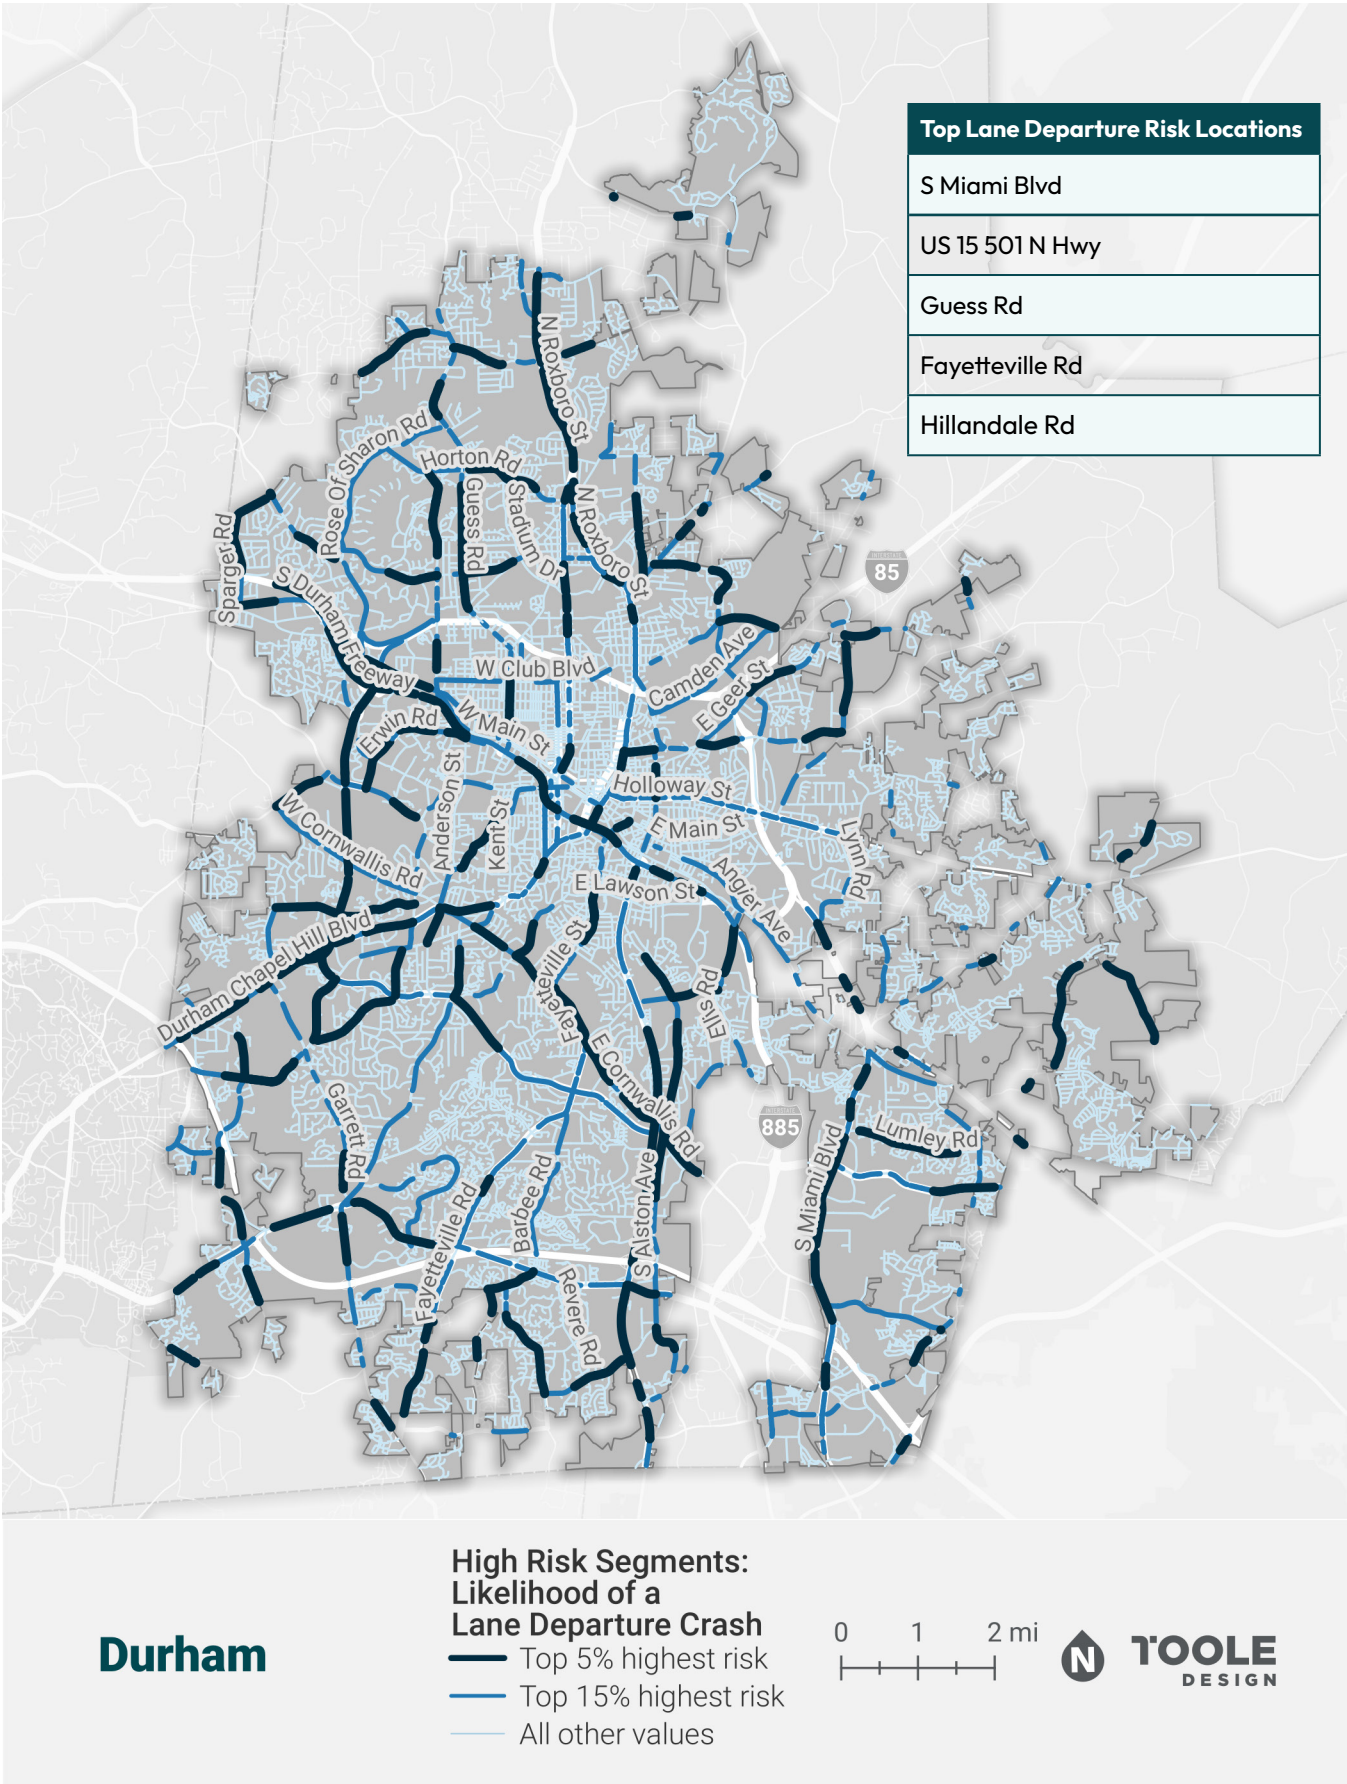 Top Lane Departure Risk Locations
S Miami Blvd
US 15 501 N Hwy
Guess Rd
Fayetteville Rd
Hillandale Rd
N Roxboro St
Rose Of Sharon Rd
Horton Rd
Guess Rd
Stadium Dr
N Roxboro St
Sparger Rd
INTERSTATE
85
S Durham Freeway
W Club Blvd
Camden Ave
E Geer St
Erwin Rd
W Main St
Anderson St
Holloway St
Kent St
E Main St
W Cornwallis Rd
Lynn Rd
E Lawson St
Angier Ave
Durham Chapel Hill Blvd
Fayetteville St
Ellis Rd
E Cornwallis Rd
Garrett Rd
INTERSTATE
885
Lumley Rd
S Miami Blvd
Barbee Rd
S Alston Ave
Fayetteville Rd
Revere Rd
High Risk Segments:
Likelihood of a
Lane Departure Crash
Top 5% highest risk
Top 15% highest risk
All other values
Durham
0 1 2 mi
N
TOOLE
DESIGN